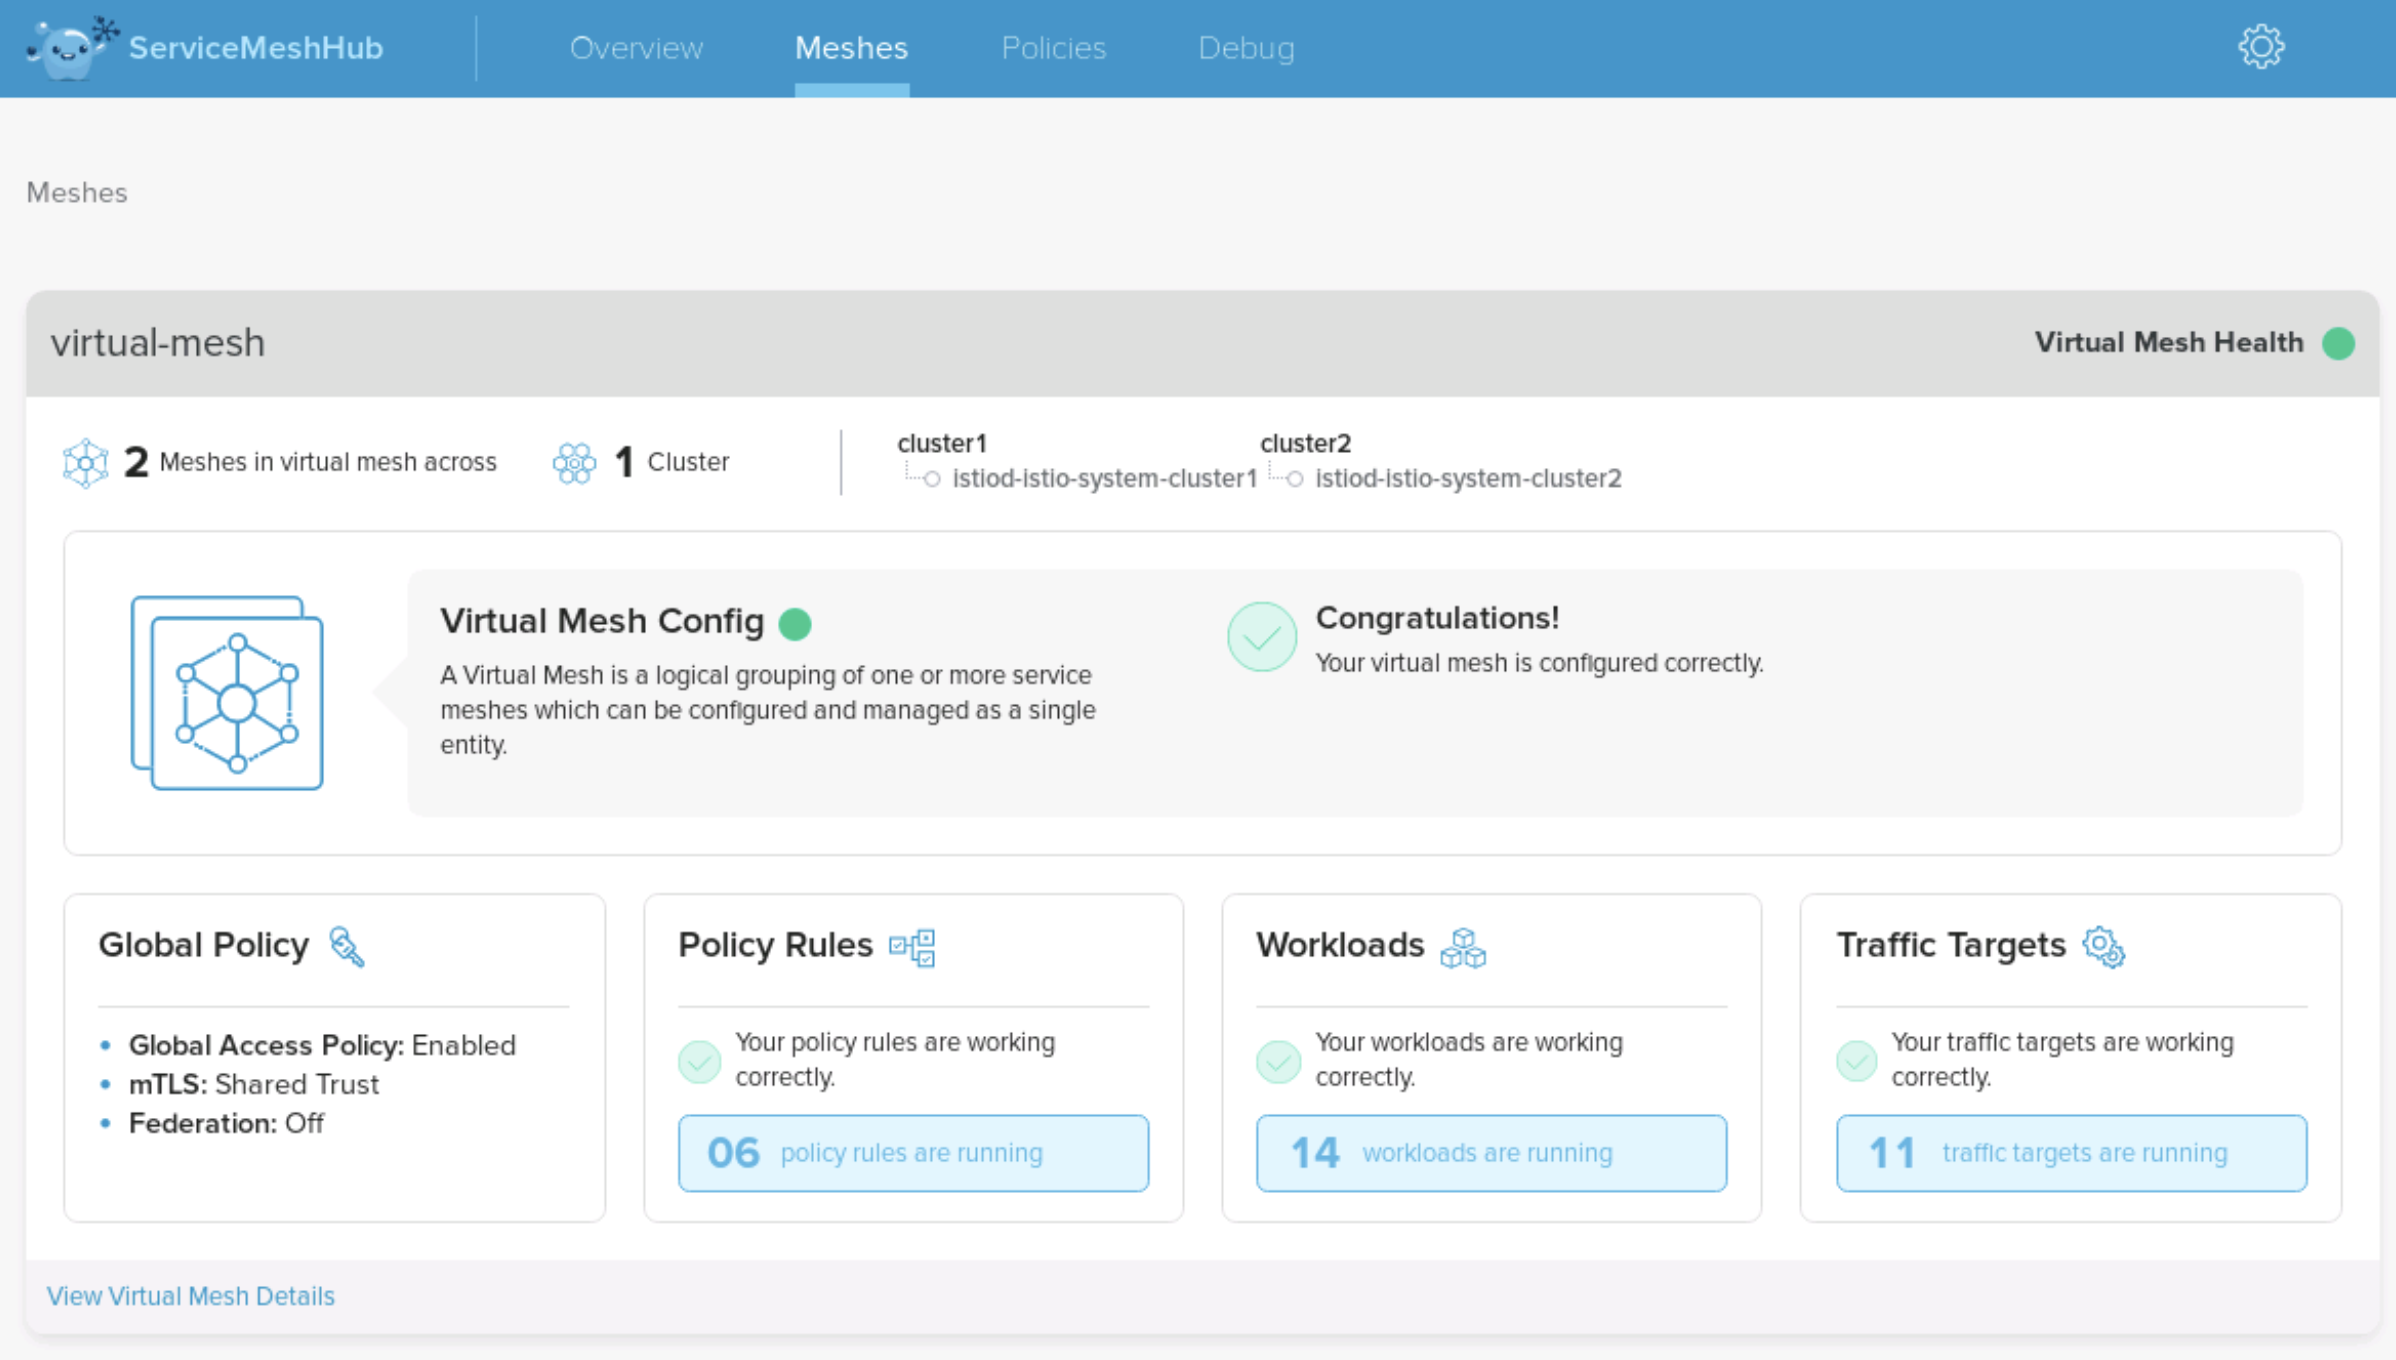 ServiceMeshHub
Overview
Meshes
Policies
Debug
Meshes
virtual-mesh
Virtual Mesh Health
2 Meshes in virtual mesh across
1 Cluster
cluster1
istiod-istio-system-cluster1
cluster2
istiod-istio-system-cluster2
Virtual Mesh Config
A Virtual Mesh is a logical grouping of one or more service
meshes which can be configured and managed as a single
entity.
Congratulations!
Your virtual mesh is configured correctly.
Global Policy
• Global Access Policy: Enabled
• mTLS: Shared Trust
• Federation: Off
Policy Rules
Your policy rules are working
correctly.
06 policy rules are running
Workloads
Your workloads are working
correctly.
14 workloads are running
Traffic Targets
Your traffic targets are working
correctly.
11 traffic targets are running
View Virtual Mesh Details